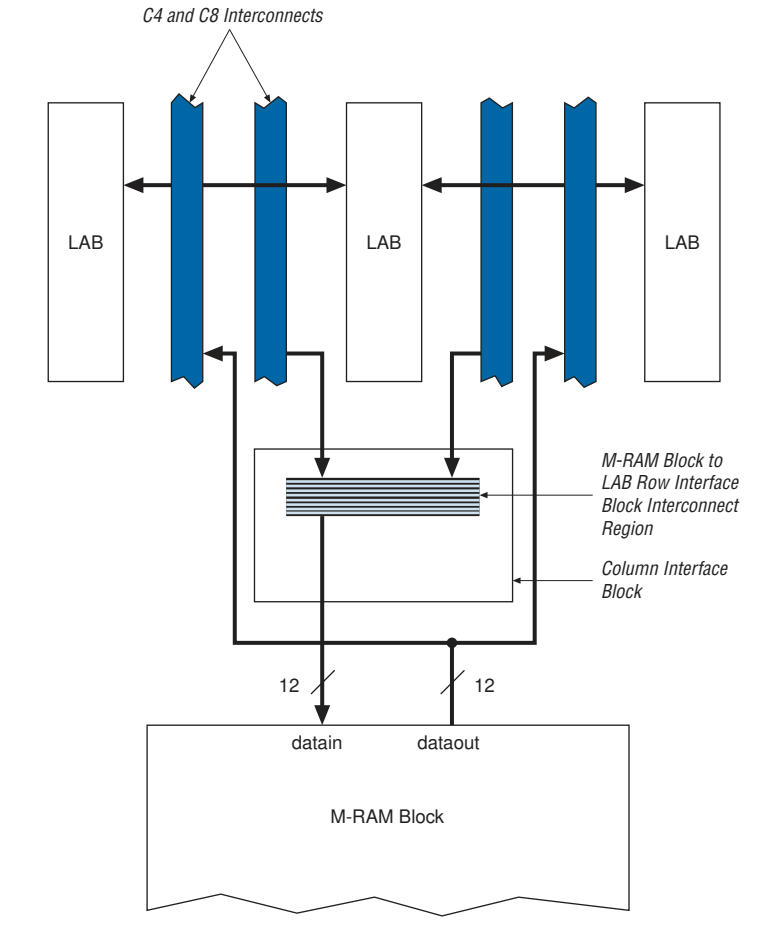 C4 and C8 Interconnects
LAB
LAB
LAB
M-RAM Block to
LAB Row Interface
Block Interconnect
Region
Column Interface
Block
12
12
datain
dataout
M-RAM Block